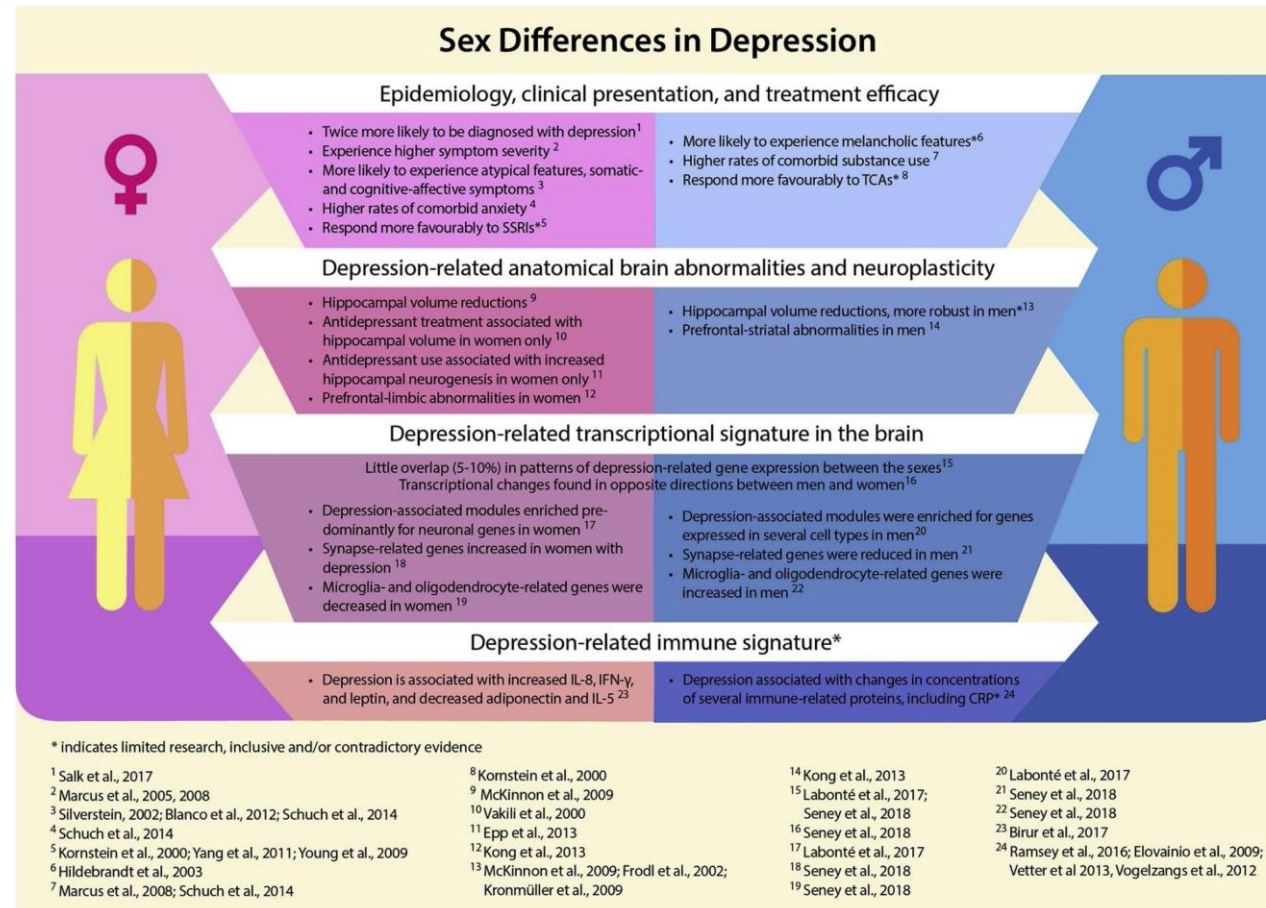 Sex Differences in Depression
Epidemiology, clinical presentation, and treatment efficacy
• Twice more likely to be diagnosed with depression1
• Experience higher symptom severity 2
• More likely to experience atypical features, somatic-
and cognitive-affective symptoms 3
• Higher rates of comorbid anxiety 4
• Respond more favourably to SSRIs*5
• More likely to experience melancholic features*6
• Higher rates of comorbid substance use 7
• Respond more favourably to TCAs* 8
♀
♂
Depression-related anatomical brain abnormalities and neuroplasticity
• Hippocampal volume reductions 9
• Antidepressant treatment associated with
hippocampal volume in women only 10
• Antidepressant use associated with increased
hippocampal neurogenesis in women only 11
• Prefrontal-limbic abnormalities in women 12
• Hippocampal volume reductions, more robust in men*13
• Prefrontal-striatal abnormalities in men 14
Depression-related transcriptional signature in the brain
Little overlap (5-10%) in patterns of depression-related gene expression between the sexes15
Transcriptional changes found in opposite directions between men and women16
• Depression-associated modules enriched pre-
dominantly for neuronal genes in women 17
• Synapse-related genes increased in women with
depression 18
• Microglia- and oligodendrocyte-related genes were
decreased in women 19
• Depression-associated modules were enriched for genes
expressed in several cell types in men20
• Synapse-related genes were reduced in men 21
• Microglia- and oligodendrocyte-related genes were
increased in men 22
Depression-related immune signature*
• Depression is associated with increased IL-8, IFN-γ,
and leptin, and decreased adiponectin and IL-5 23
• Depression associated with changes in concentrations
of several immune-related proteins, including CRP* 24
* indicates limited research, inclusive and/or contradictory evidence
1 Salk et al., 2017
2 Marcus et al., 2005, 2008
3 Silverstein, 2002; Blanco et al., 2012; Schuch et al., 2014
4 Schuch et al., 2014
5 Kornstein et al., 2000; Yang et al., 2011; Young et al., 2009
6 Hildebrandt et al., 2003
7 Marcus et al., 2008; Schuch et al., 2014
8 Kornstein et al., 2000
9 McKinnon et al., 2009
10 Vakili et al., 2000
11 Epp et al., 2013
12 Kong et al., 2013
13 McKinnon et al., 2009; Frodl et al., 2002;
Kronmüller et al., 2009
14 Kong et al., 2013
15 Labonté et al., 2017;
Seney et al., 2018
16 Seney et al., 2018
17 Labonté et al., 2017
18 Seney et al., 2018
19 Seney et al., 2018
20 Labonté et al., 2017
21 Seney et al., 2018
22 Seney et al., 2018
23 Birur et al., 2017
24 Ramsey et al., 2016; Elovainio et al., 2009;
Vetter et al 2013, Vogelzangs et al., 2012